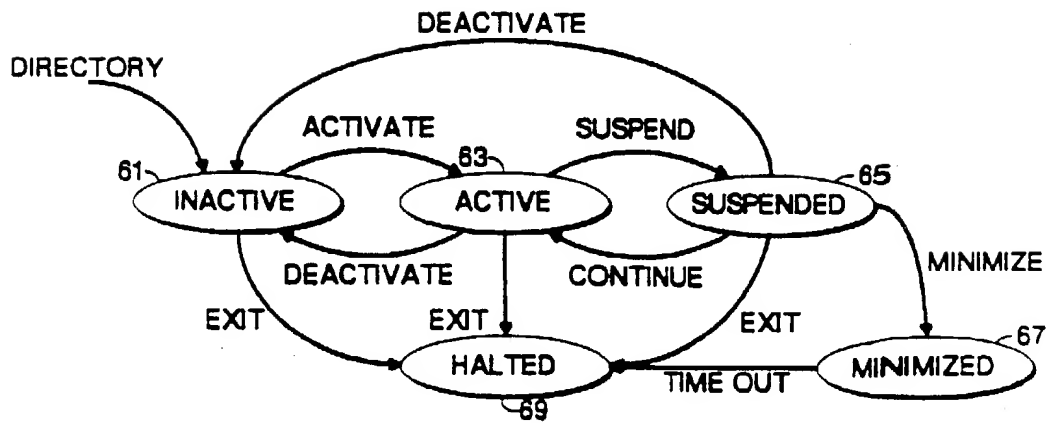 DEACTIVATE
DIRECTORY
ACTIVATE
SUSPEND
61
63
65
INACTIVE
ACTIVE
SUSPENDED
DEACTIVATE
CONTINUE
MINIMIZE
EXIT
EXIT
EXIT
67
HALTED
TIME OUT
MINIMIZED
69